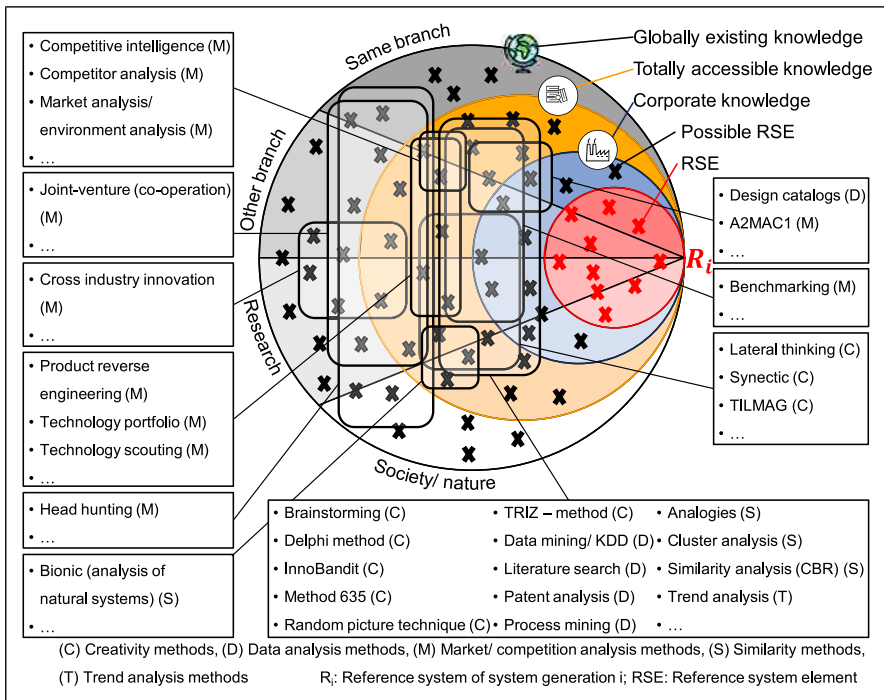 Same branch
Other branch
Research
Society/ nature
Globally existing knowledge
Totally accessible knowledge
Corporate knowledge
Possible RSE
RSE
Rᵢ
• Competitive intelligence (M)
• Competitor analysis (M)
• Market analysis/
environment analysis (M)
• …
• Joint-venture (co-operation)
(M)
• …
• Cross industry innovation
(M)
• …
• Product reverse
engineering (M)
• Technology portfolio (M)
• Technology scouting (M)
• …
• Head hunting (M)
• …
• Bionic (analysis of
natural systems) (S)
• …
• Design catalogs (D)
• A2MAC1 (M)
• …
• Benchmarking (M)
• …
• Lateral thinking (C)
• Synectic (C)
• TILMAG (C)
• …
• Brainstorming (C)
• Delphi method (C)
• InnoBandit (C)
• Method 635 (C)
• Random picture technique (C)
• TRIZ – method (C)
• Data mining/ KDD (D)
• Literature search (D)
• Patent analysis (D)
• Process mining (D)
• Analogies (S)
• Cluster analysis (S)
• Similarity analysis (CBR) (S)
• Trend analysis (T)
• …
(C) Creativity methods, (D) Data analysis methods, (M) Market/ competition analysis methods, (S) Similarity methods,
(T) Trend analysis methods Rᵢ: Reference system of system generation i; RSE: Reference system element